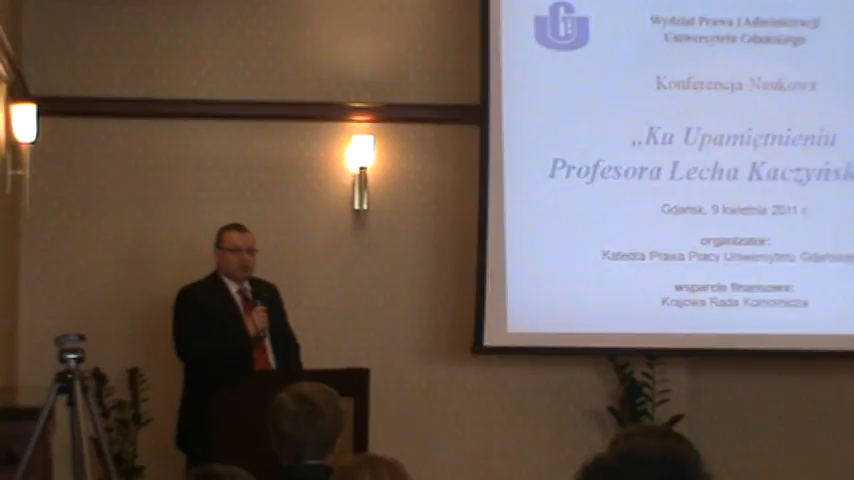 Wydział Prawa i Administracji
Uniwersytetu Gdańskiego
Konferencja Naukowa
„Ku Upamiętnieniu
Profesora Lecha Kaczyńsk
Gdańsk, 9 kwietnia 2011 r.
organizator:
Katedra Prawa Pracy Uniwersytetu Gdańskie
wsparcie finansowe:
Krajowa Rada Komornicza